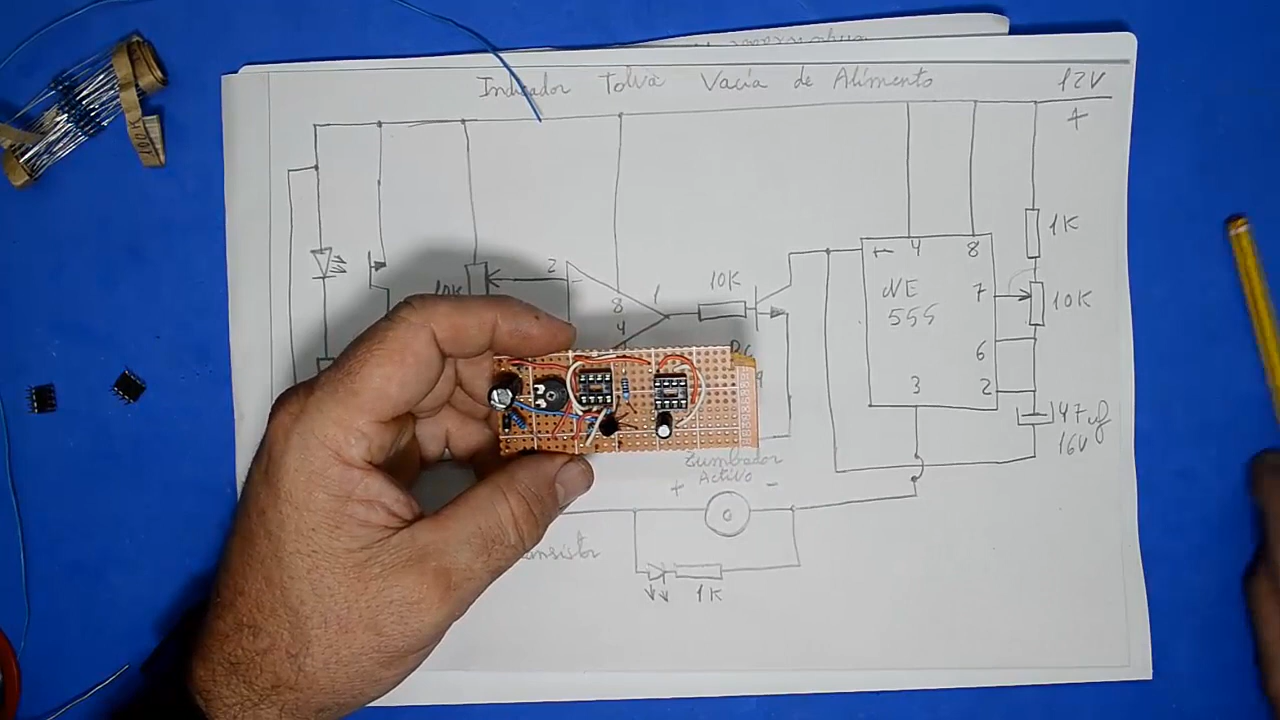 Indicador Tolva Vacía de Alimento
12V
+
100K
1K
10K
2
-
8
1
4
10K
4
8
NE
555
7
10K
6
2
3
47uf
16V
Zumbador
Activo
+
-
1K